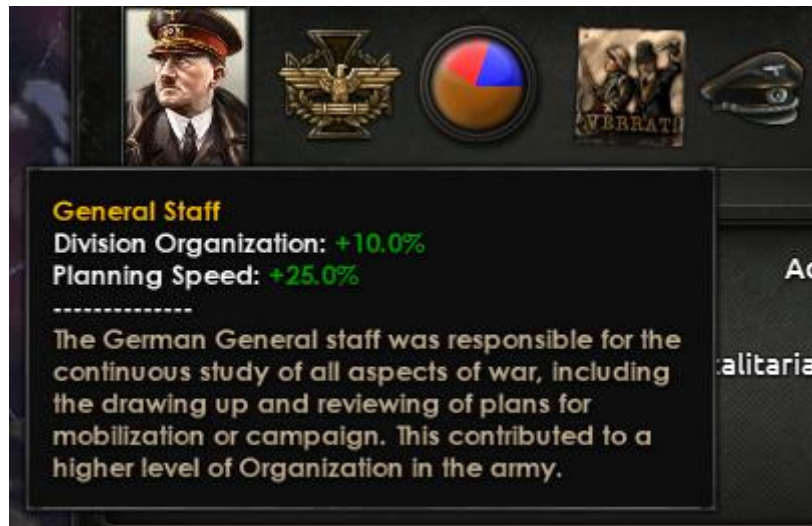 VERRAT!
General Staff
Division Organization: +10.0%
Planning Speed: +25.0%
--------------
The German General staff was responsible for the
continuous study of all aspects of war, including
the drawing up and reviewing of plans for
mobilization or campaign. This contributed to a
higher level of Organization in the army.
Ac
talitaria